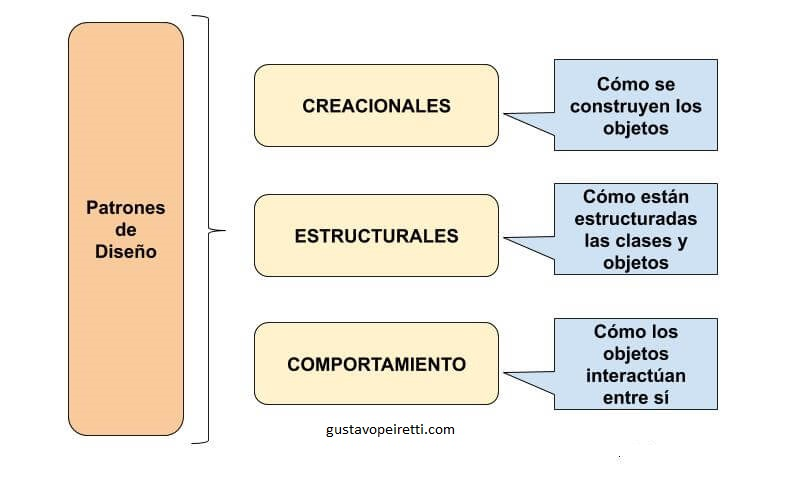 Patrones
de
Diseño
CREACIONALES
Cómo se
construyen los
objetos
ESTRUCTURALES
Cómo están
estructuradas
las clases y
objetos
COMPORTAMIENTO
Cómo los
objetos
interactúan
entre sí
gustavopeiretti.com